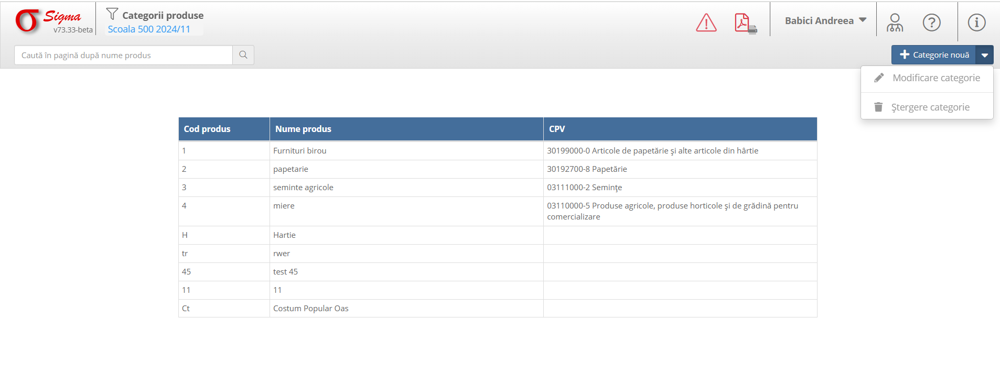 σ Sigma
v73.33-beta
Categorii produse
Scoala 500 2024/11
Babici Andreea
Caută în pagină după nume produs
Categorie nouă
Modificare categorie
Ștergere categorie
Cod produs Nume produs CPV
1 Furnituri birou 30199000-0 Articole de papetărie şi alte articole din hârtie
2 papetarie 30192700-8 Papetărie
3 seminte agricole 03111000-2 Seminţe
4 miere 03110000-5 Produse agricole, produse horticole şi de grădină pentru
comercializare
H Hartie
tr rwer
45 test 45
11 11
Ct Costum Popular Oas